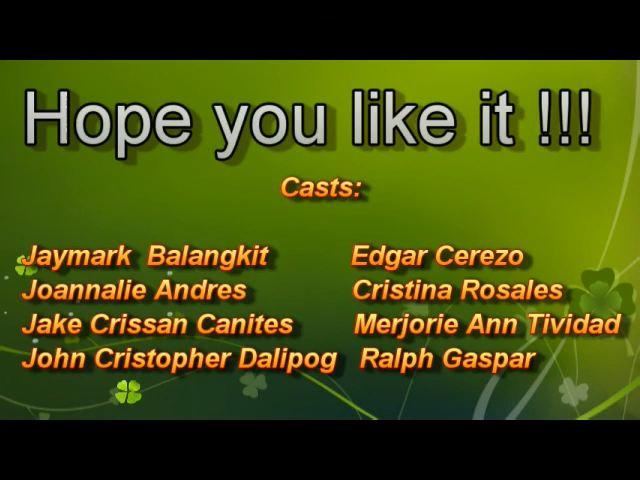 Hope you like it !!!
Casts:
Jaymark Balangkit Edgar Cerezo
Joannalie Andres Cristina Rosales
Jake Crissan Canites Merjorie Ann Tividad
John Cristopher Dalipog Ralph Gaspar